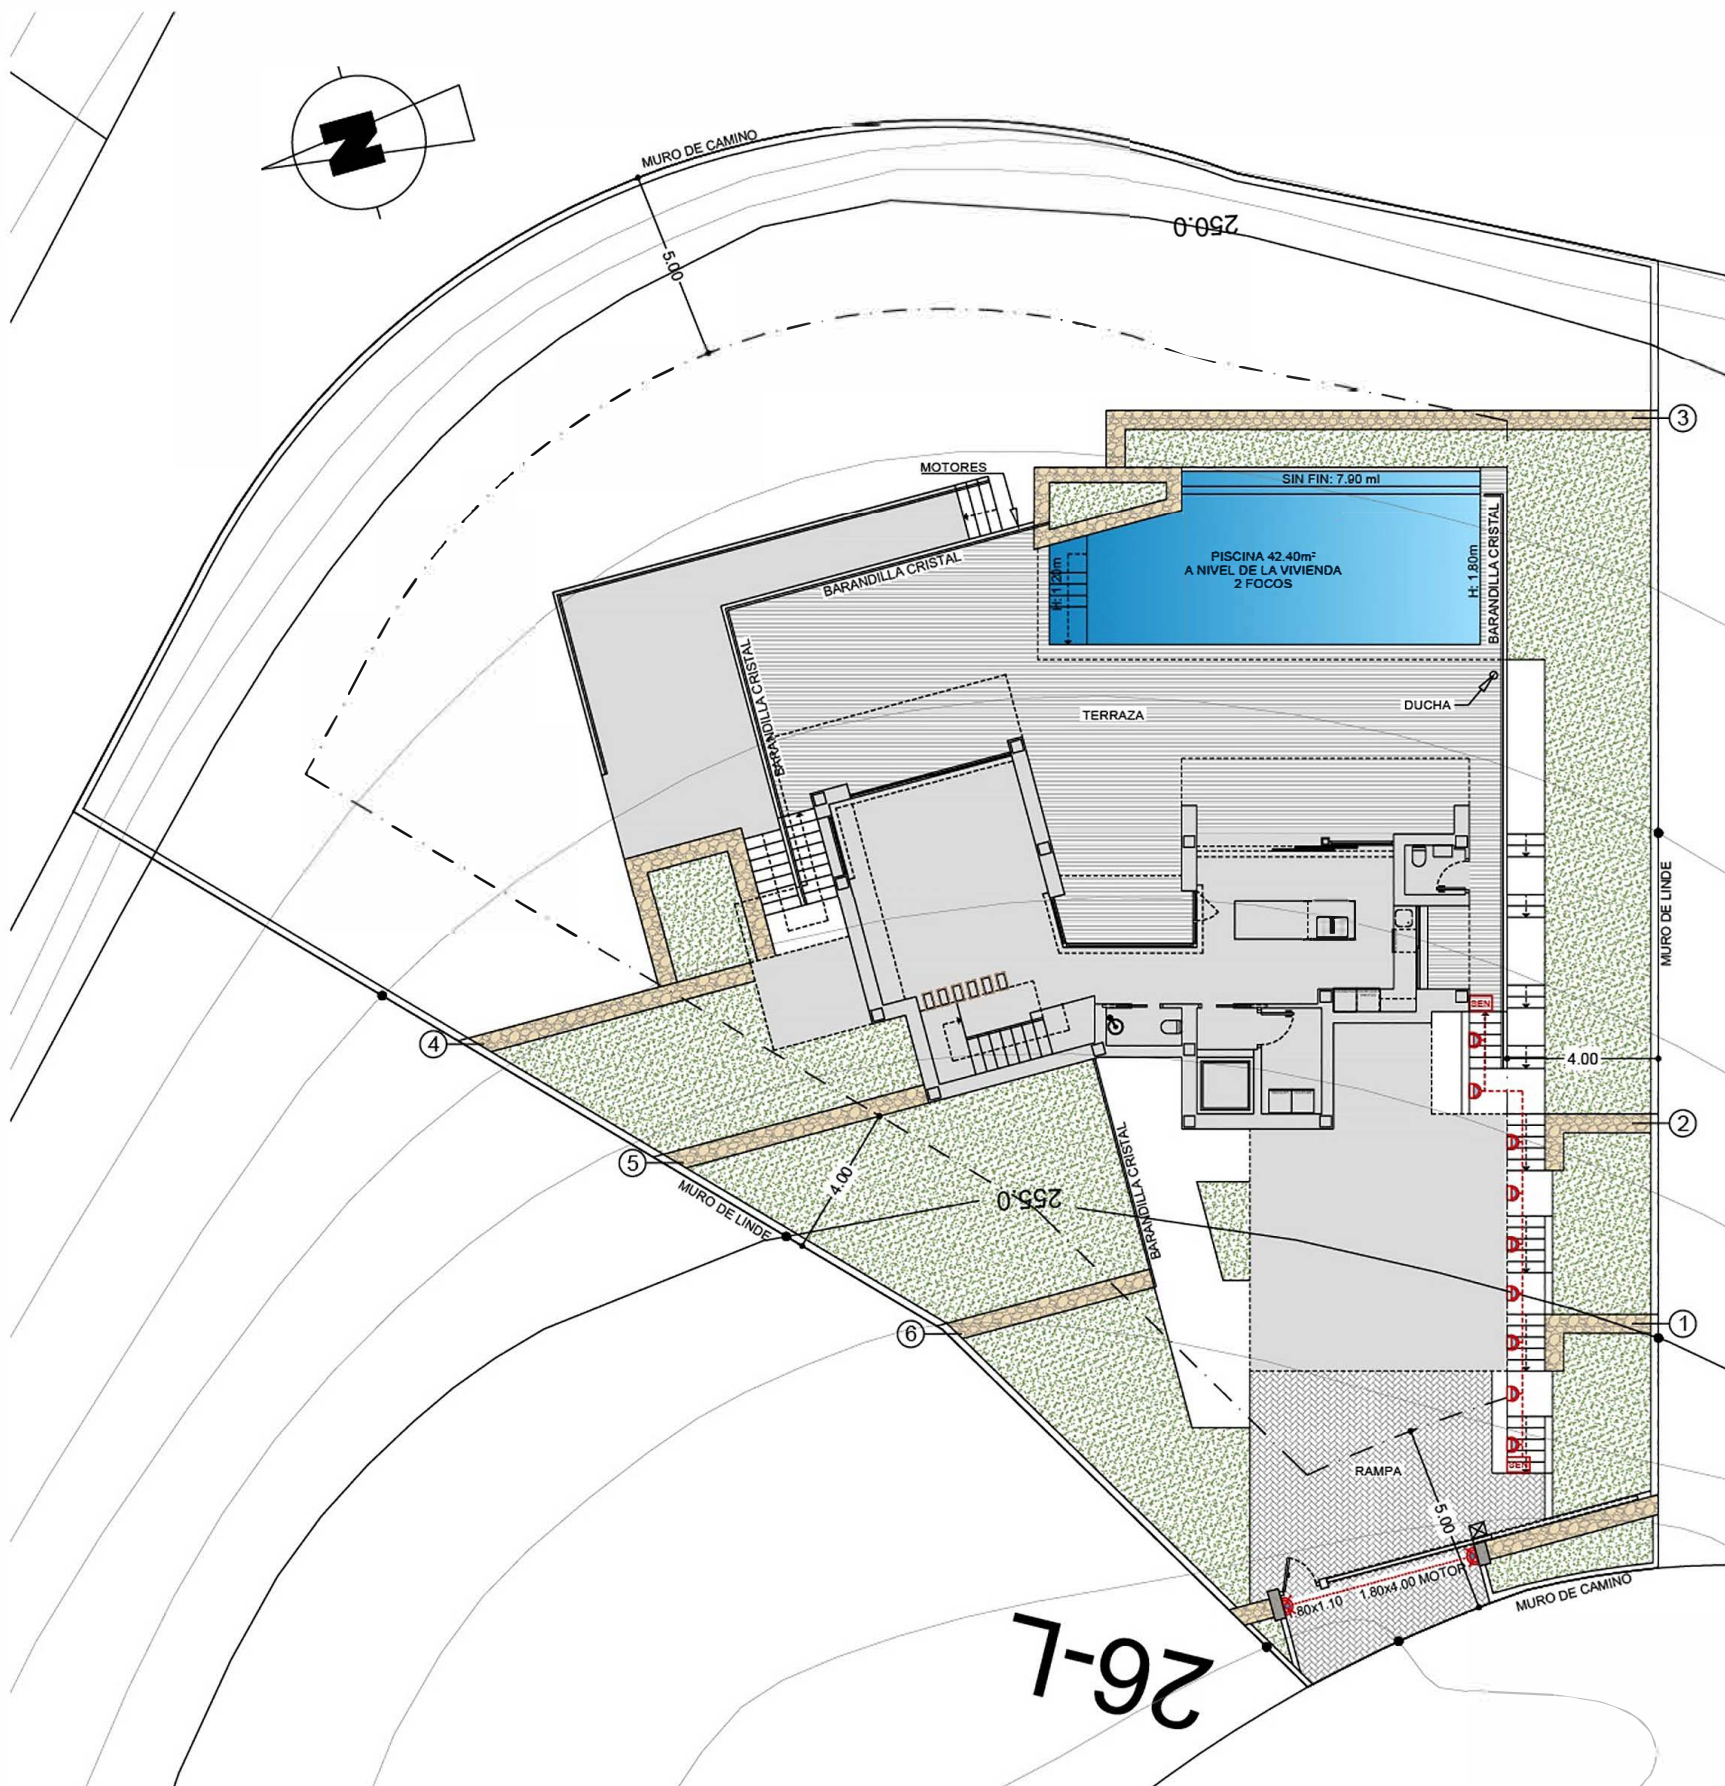 N
MURO DE CAMINO
250.0
5.00
3
MOTORES
SIN FIN: 7.90 ml
BARANDILLA CRISTAL
PISCINA 42.40m²
A NIVEL DE LA VIVIENDA
2 FOCOS
H: 1.20m
H: 1.80m
BARANDILLA CRISTAL
BARANDILLA CRISTAL
DUCHA
TERRAZA
MURO DE LINDE
SEN
4
4.00
2
5
BARANDILLA CRISTAL
4.00
MURO DE LINDE
255.0
6
1
RAMPA
SEN
5.00
1.80x4.00 MOTOR
MURO DE CAMINO
26-L